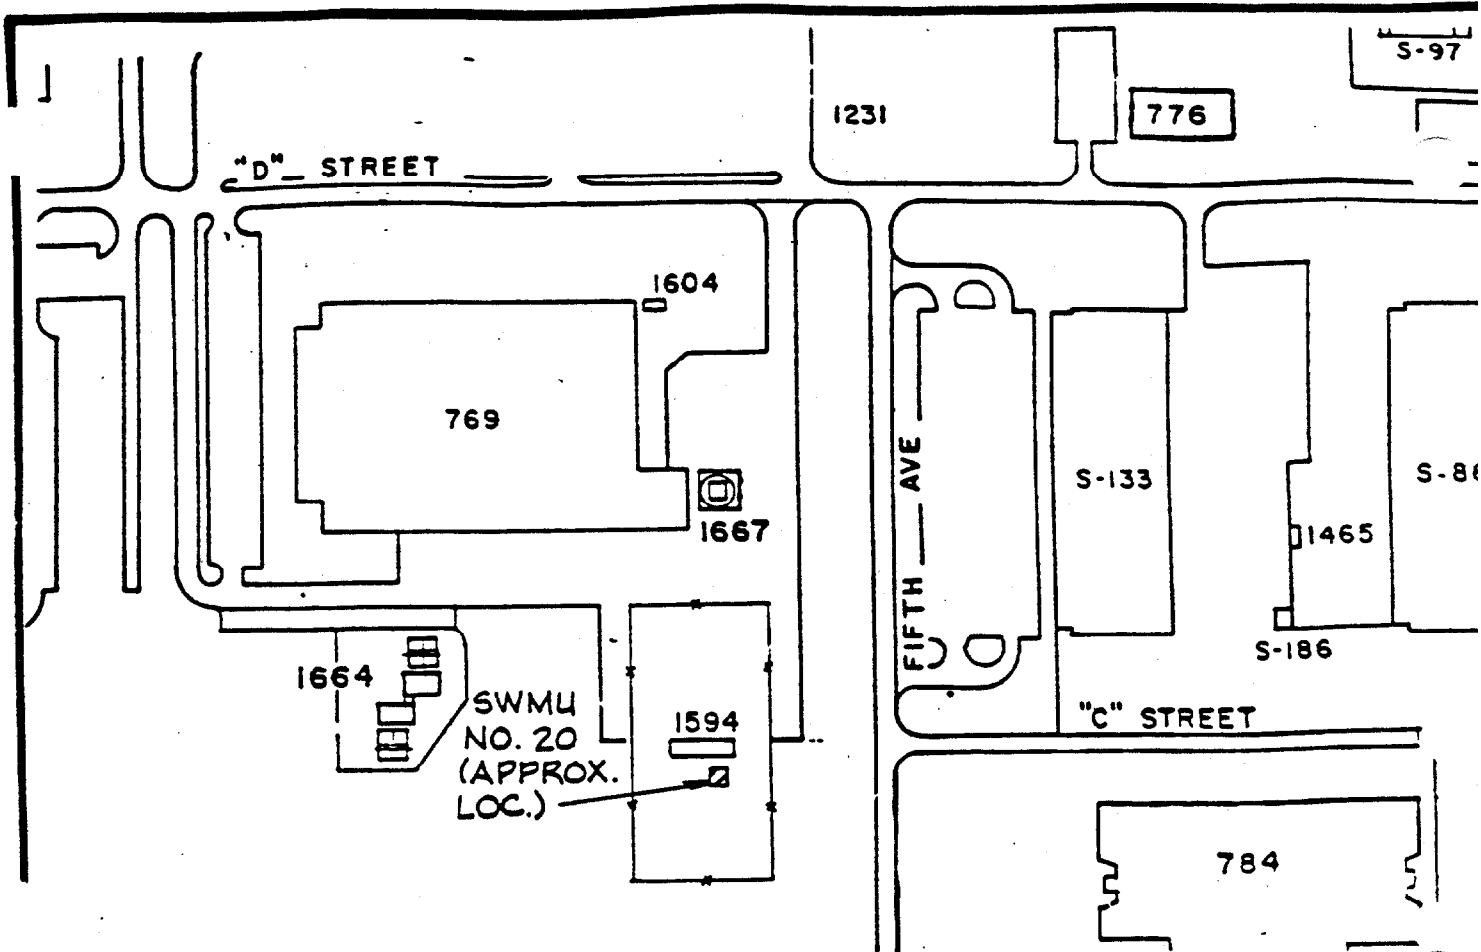 S-97
1231
776
"D" STREET
1604
769
S-133
S-86
1667
1465
FIFTH AVE
S-186
1664
SWMU
NO. 20
(APPROX.
LOC.)
1594
"C" STREET
784